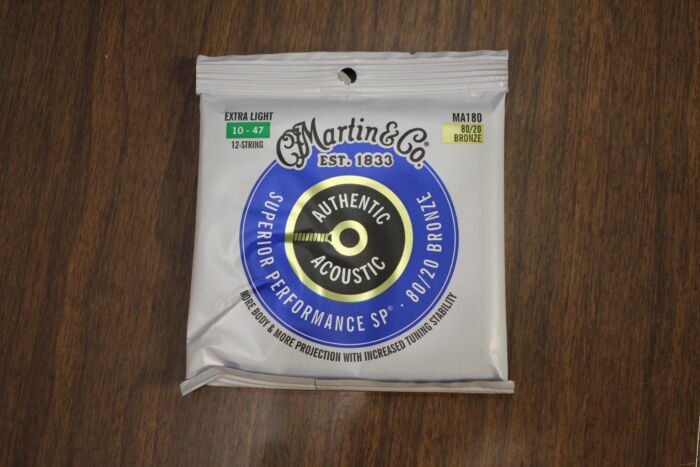 EXTRA LIGHT
10 - 47
12-STRING
MA180
80/20
BRONZE
CFMartin & Co.®
EST. 1833
AUTHENTIC
ACOUSTIC
SUPERIOR PERFORMANCE SP® · 80/20 BRONZE
MORE BODY & MORE PROJECTION WITH INCREASED TUNING STABILITY